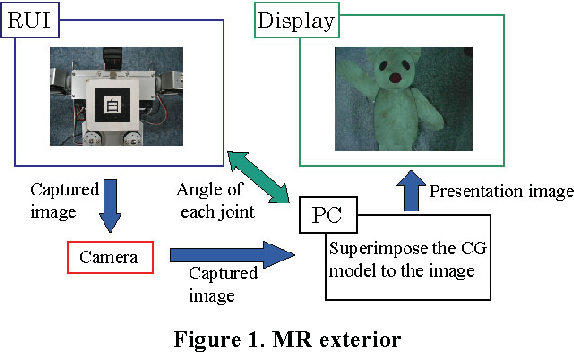 RUI
Display
白
Captured
image
Angle of
each joint
PC
Presentation image
Superimpose the CG
model to the image
Camera
Captured
image
Figure 1. MR exterior